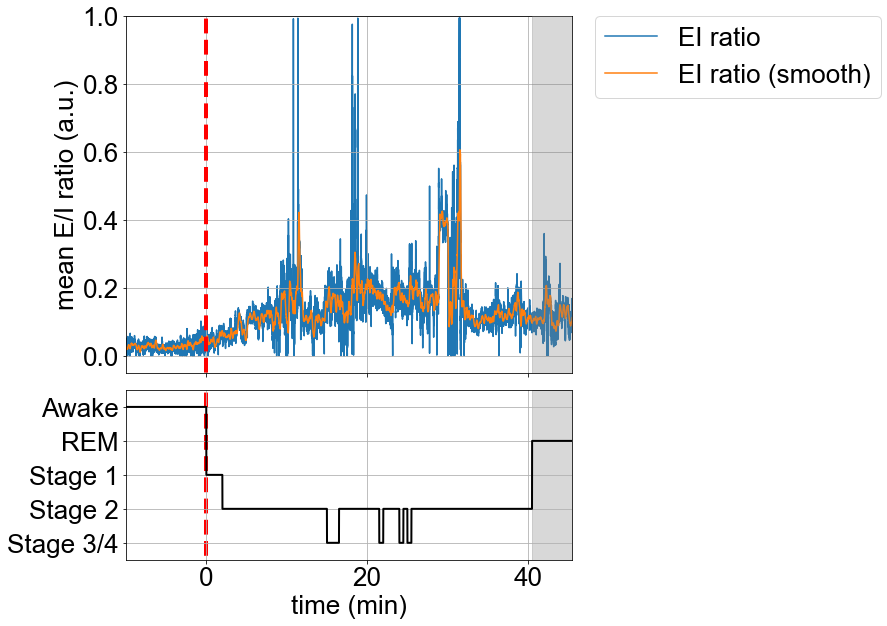 1.0
0.8
0.6
0.4
0.2
0.0
mean E/I ratio (a.u.)
EI ratio
EI ratio (smooth)
Awake
REM
Stage 1
Stage 2
Stage 3/4
0 20 40
time (min)